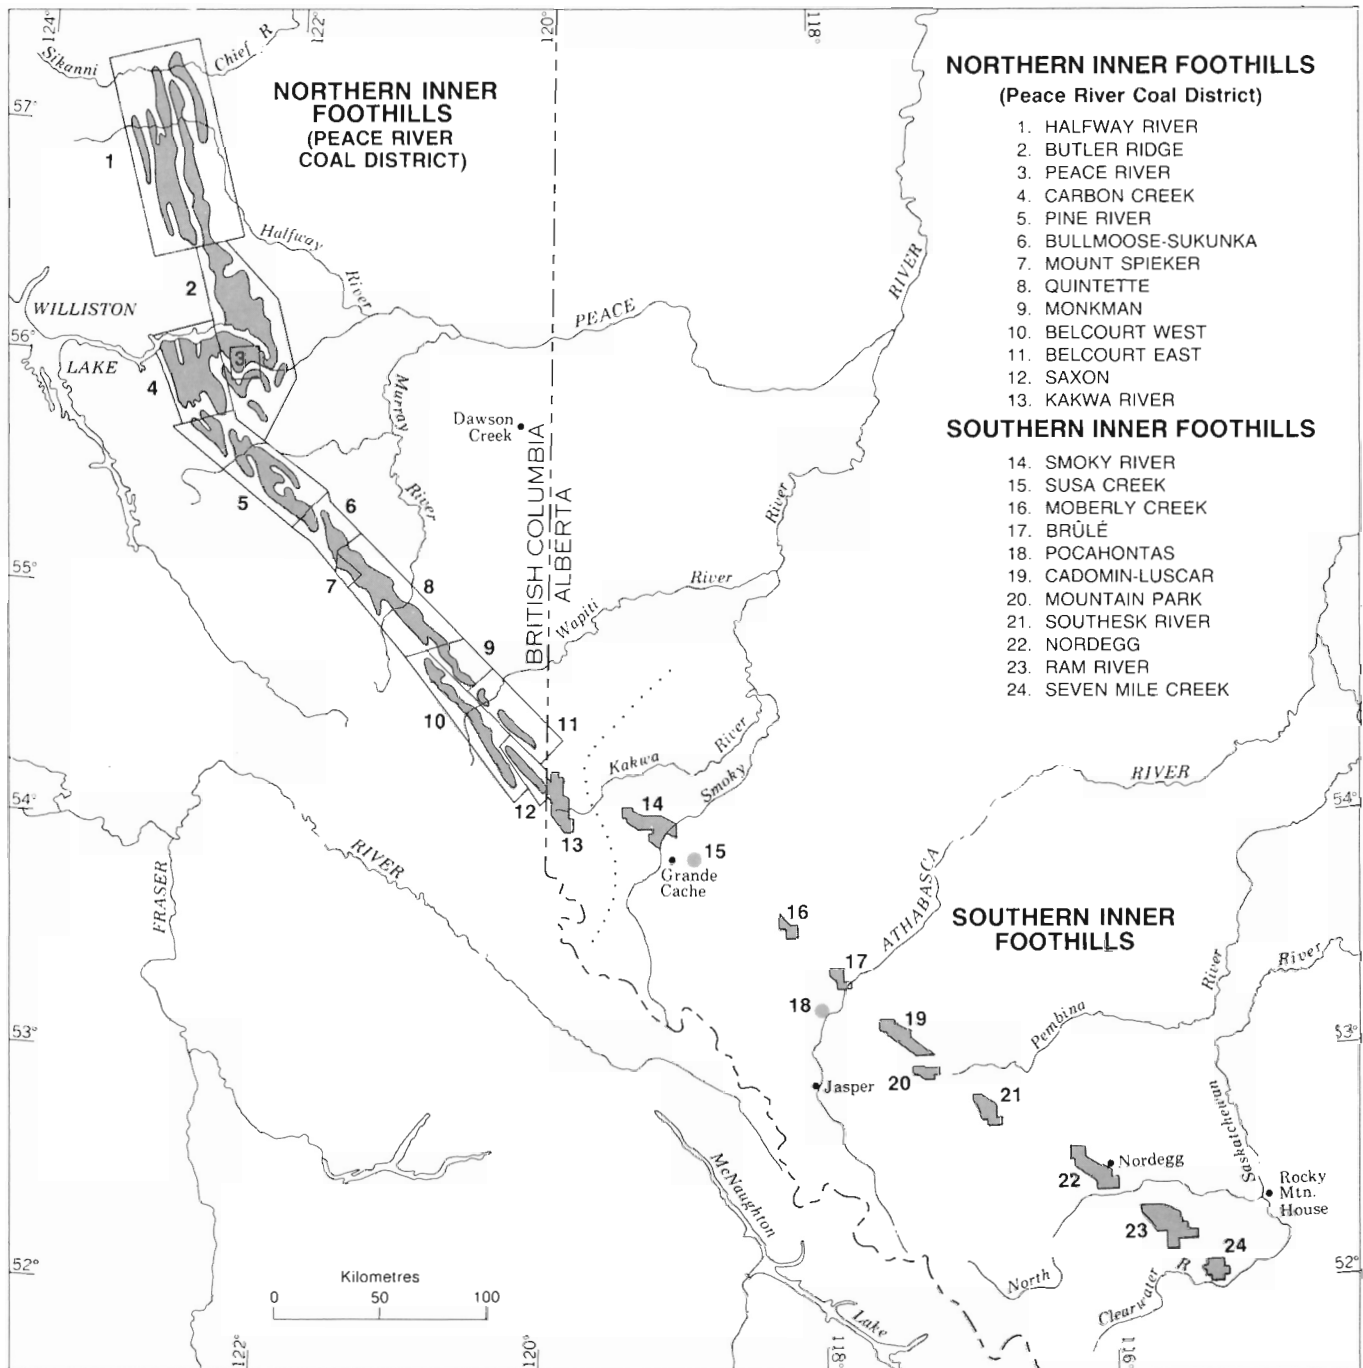 124°
122°
120°
118°
Sikanni
Chief R
NORTHERN INNER
FOOTHILLS
(PEACE RIVER
COAL DISTRICT)
NORTHERN INNER FOOTHILLS
(Peace River Coal District)
1. HALFWAY RIVER
2. BUTLER RIDGE
3. PEACE RIVER
4. CARBON CREEK
5. PINE RIVER
6. BULLMOOSE-SUKUNKA
7. MOUNT SPIEKER
8. QUINTETTE
9. MONKMAN
10. BELCOURT WEST
11. BELCOURT EAST
12. SAXON
13. KAKWA RIVER
SOUTHERN INNER FOOTHILLS
14. SMOKY RIVER
15. SUSA CREEK
16. MOBERLY CREEK
17. BRÛLÉ
18. POCAHONTAS
19. CADOMIN-LUSCAR
20. MOUNTAIN PARK
21. SOUTHESK RIVER
22. NORDEGG
23. RAM RIVER
24. SEVEN MILE CREEK
57°
1
Halfway
River
2
WILLISTON
LAKE
PEACE
RIVER
56°
3
4
Murray
River
Dawson
Creek
BRITISH COLUMBIA
ALBERTA
5
6
7
8
55°
River
Wapiti
River
9
10
11
12
13
Kakwa
River
Smoky
54°
RIVER
54°
14
15
Grande
Cache
FRASER
RIVER
16
17
18
ATHABASCA
SOUTHERN INNER
FOOTHILLS
River
River
19
20
Pembina
53°
53°
Jasper
21
McNaughton
Lake
Saskatchewan
22
Nordegg
Rocky
Mtn.
House
23
24
52°
52°
Kilometres
0 50 100
North
Clearwater
R
122°
120°
118°
116°